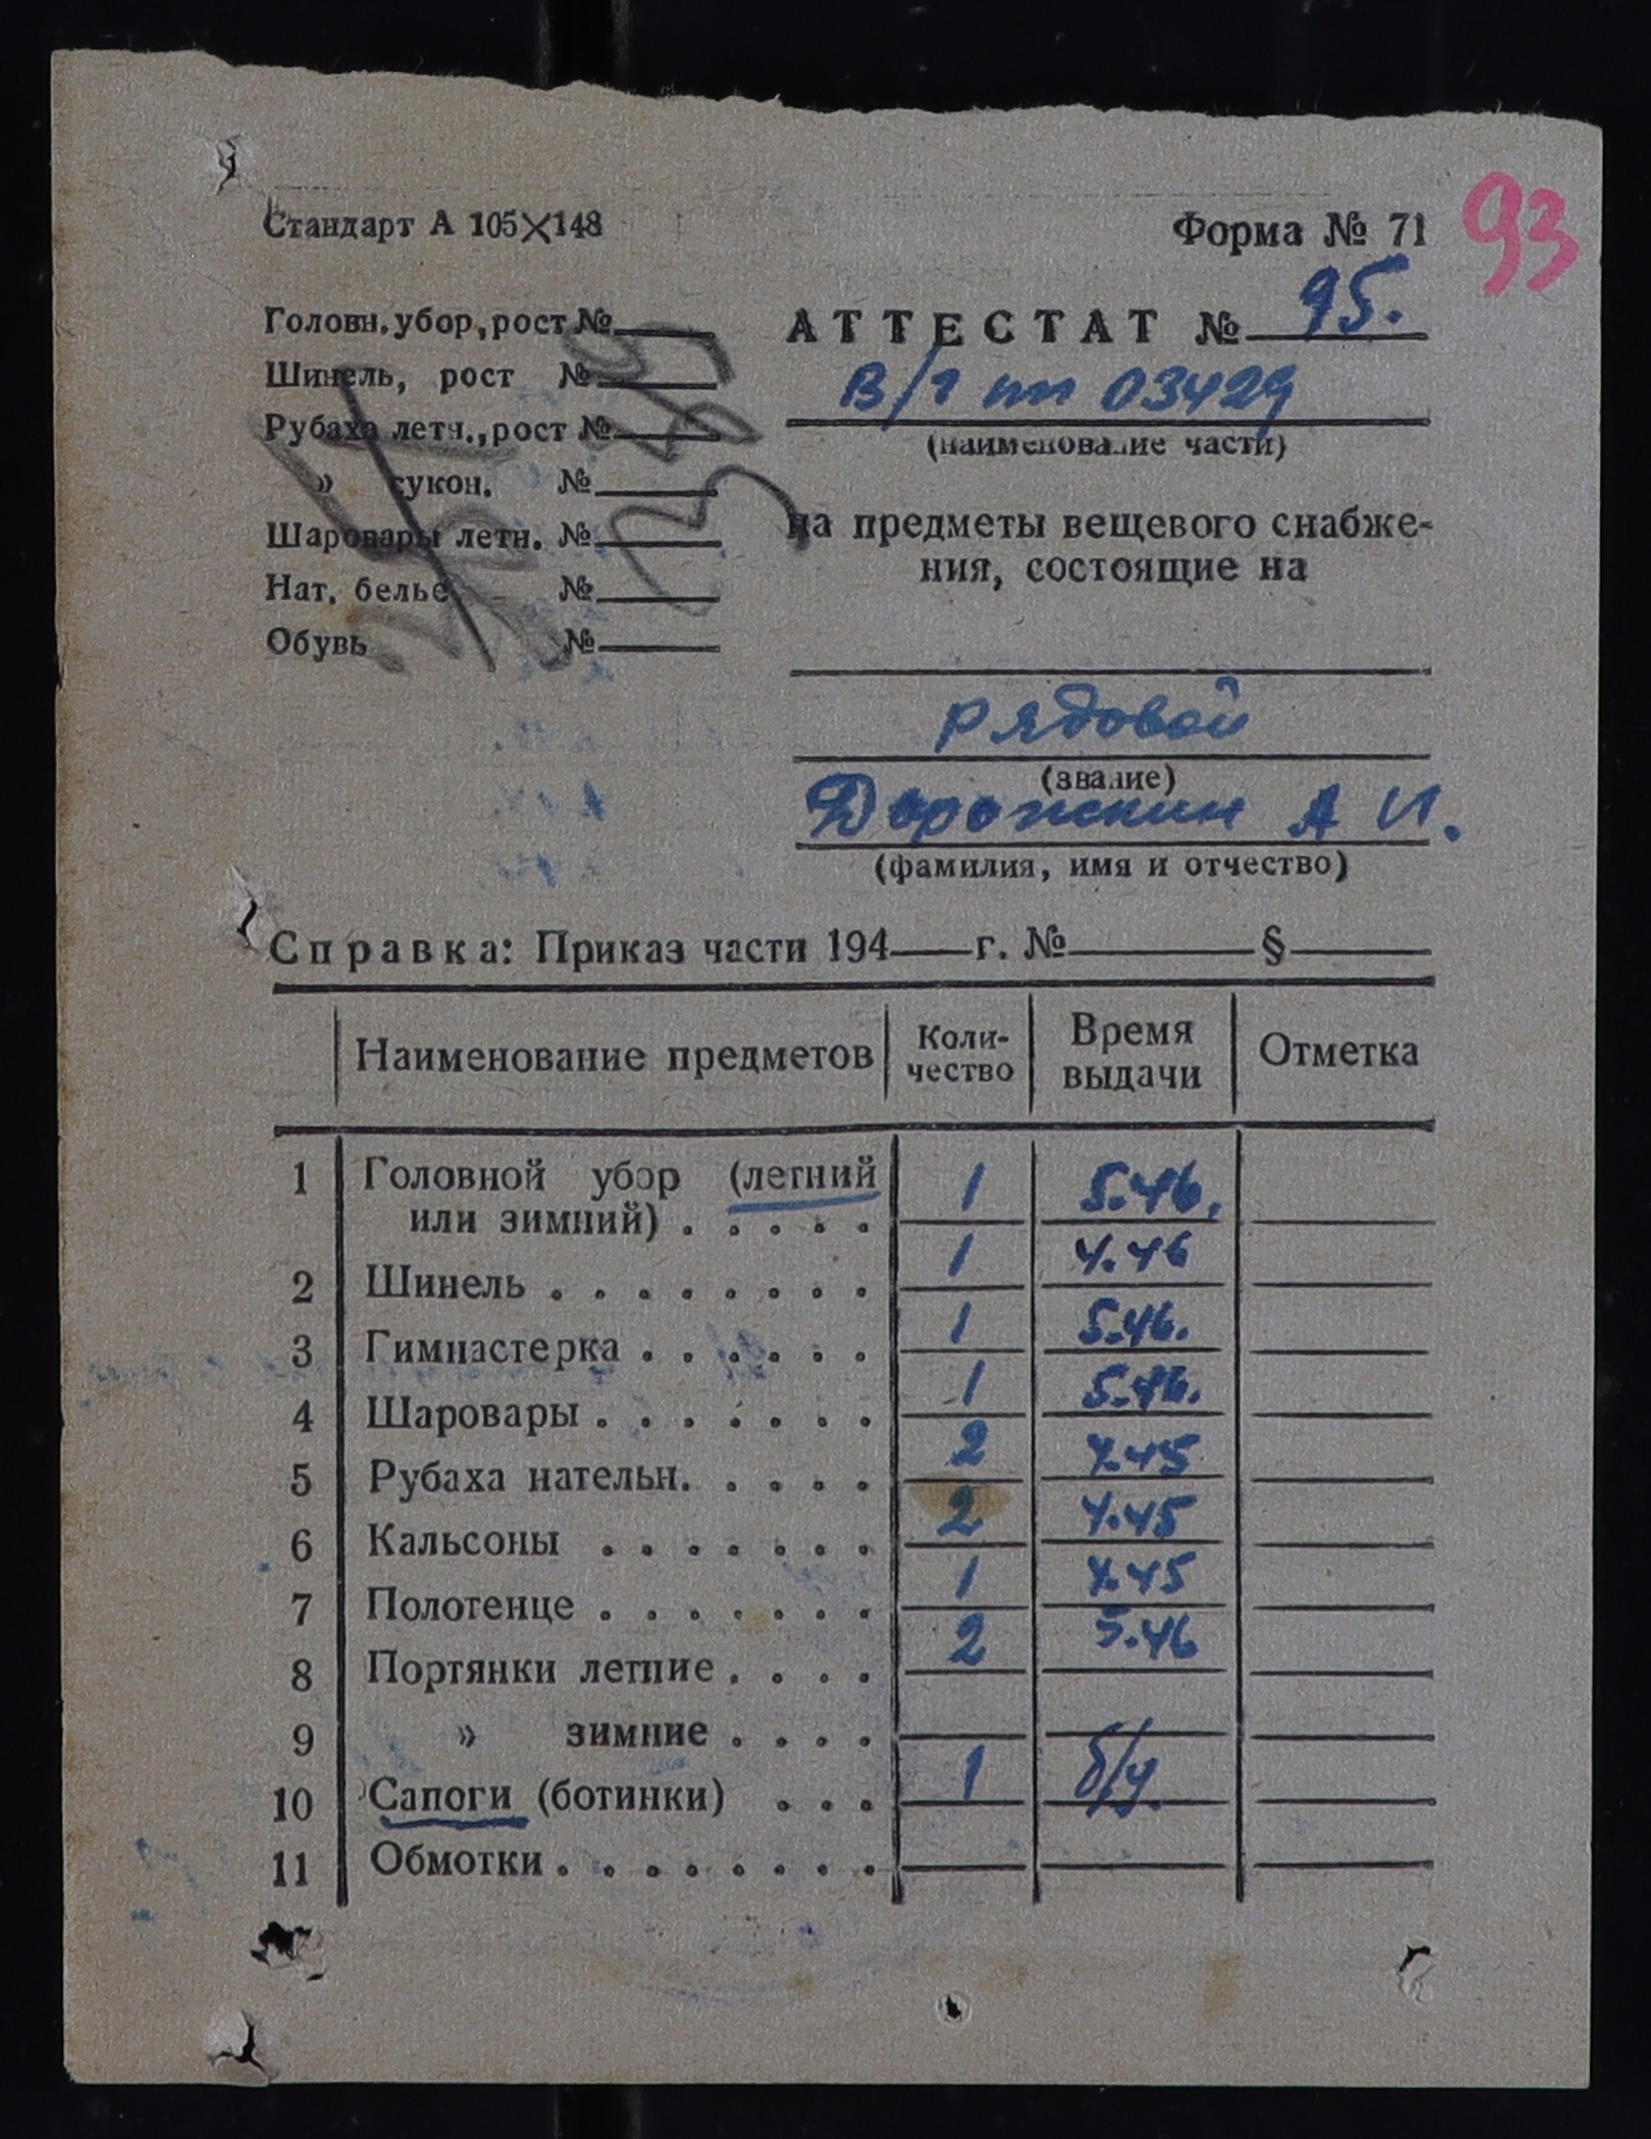 93
Стандарт А 105×148
Форма № 71
Головн. убор, рост №
Шинель, рост №
Рубаха летн., рост №
» сукон. №
Шаровары летн. №
Нат. белье №
Обувь №
АТТЕСТАТ № 95.
В/ч пп 03429
(наименование части)
на предметы вещевого снабже-
ния, состоящие на
рядовой
(звание)
Дорожкин А И.
(фамилия, имя и отчество)
Справка: Приказ части 194 г. № §
Наименование предметов Коли-чество Время выдачи Отметка
1 Головной убор (летний
или зимний) . . . . . 1 5.46.
2 Шинель . . . . . . . . 1 4.46
3 Гимнастерка . . . . . . 1 5.46.
4 Шаровары . . . . . . . 1 5.46.
5 Рубаха нательн. . . . . 2 4.45
6 Кальсоны . . . . . . . 2 4.45
7 Полотенце . . . . . . . 1 4.45
8 Портянки летние . . . . 2 5.46
9 » зимние . . . .
10 Сапоги (ботинки) . . . 1 б/у.
11 Обмотки . . . . . . . .